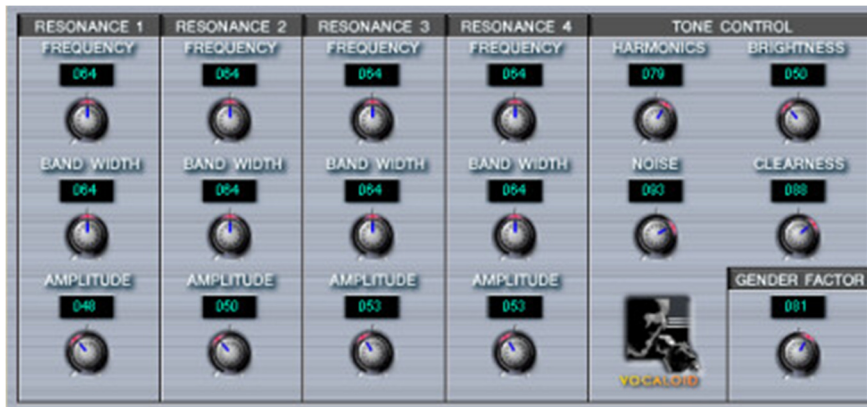 RESONANCE 1 RESONANCE 2 RESONANCE 3 RESONANCE 4 TONE CONTROL
FREQUENCY FREQUENCY FREQUENCY FREQUENCY HARMONICS BRIGHTNESS
064 064 064 064 079 050
BAND WIDTH BAND WIDTH BAND WIDTH BAND WIDTH NOISE CLEARNESS
064 064 064 064 093 088
AMPLITUDE AMPLITUDE AMPLITUDE AMPLITUDE GENDER FACTOR
048 050 053 053 081
VOCALOID